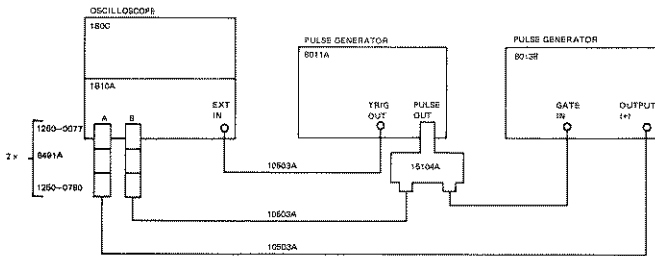 OSCILLOSCOPE
180C
1810A
A B
EXT
IN
1250-0077
2 x 8491A
1250-0780
PULSE GENERATOR
8011A
TRIG
OUT
PULSE
OUT
15104A
PULSE GENERATOR
8013B
GATE
IN
OUTPUT
(+)
10503A
10503A
10503A